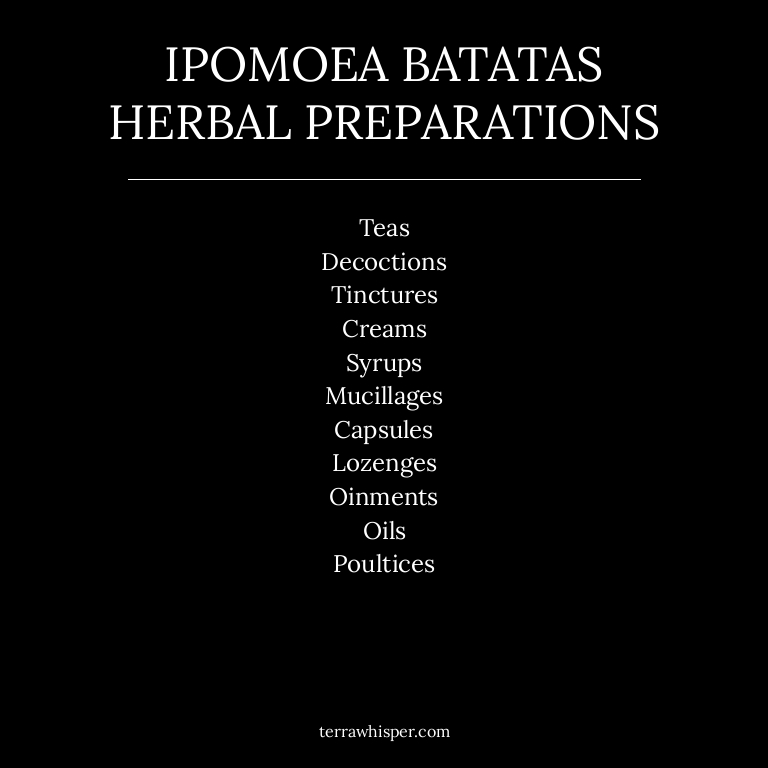 IPOMOEA BATATAS
HERBAL PREPARATIONS
Teas
Decoctions
Tinctures
Creams
Syrups
Mucillages
Capsules
Lozenges
Oinments
Oils
Poultices
terrawhisper.com